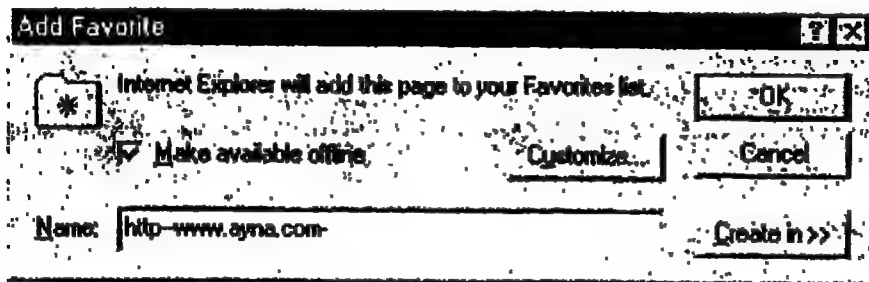 Add Favorite
Internet Explorer will add this page to your Favorites list.
OK
Make available offline
Customize...
Cancel
Name:
http--www.ayna.com-
Create in >>